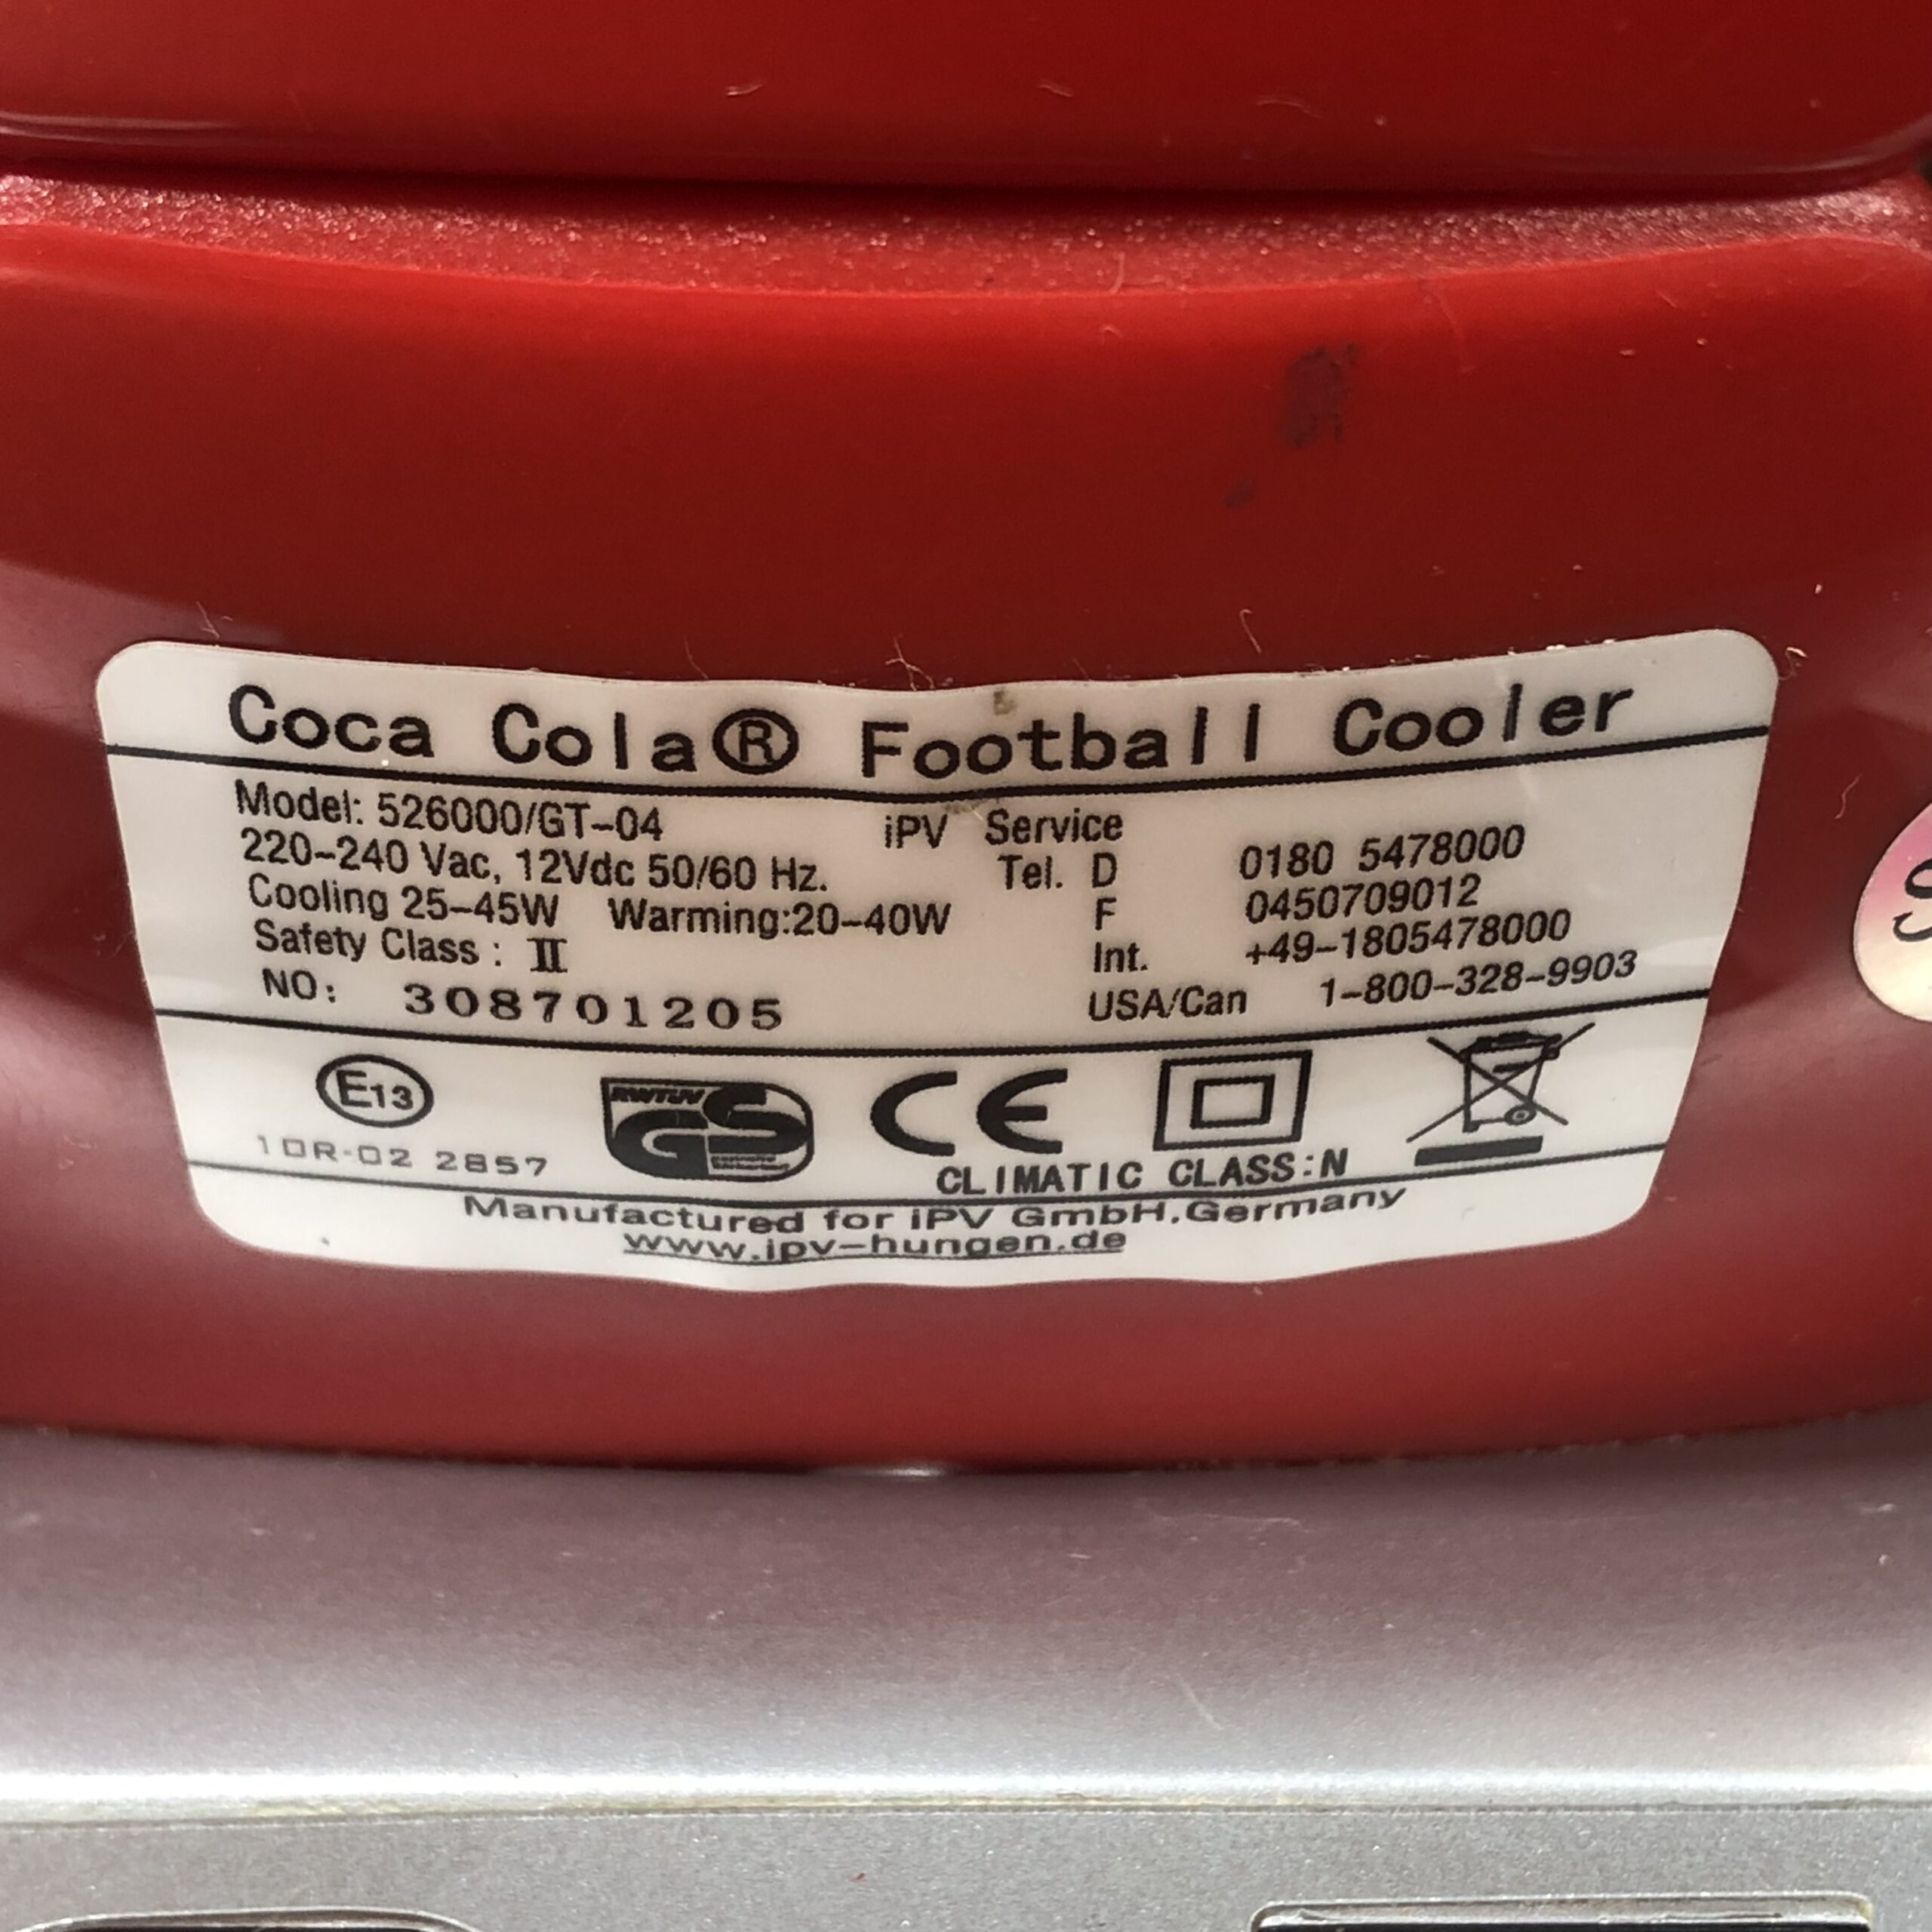 Coca Cola® Football Cooler
Model: 526000/GT-04
220-240 Vac, 12Vdc 50/60 Hz.
Cooling 25-45W Warming:20-40W
Safety Class : II
NO: 308701205
iPV Service
Tel. D 0180 5478000
F 0450709012
Int. +49-1805478000
USA/Can 1-800-328-9903
E13
10R-02 2857
RWTÜV
GS
CE
CLIMATIC CLASS:N
Manufactured for iPV GmbH.Germany
www.ipv-hungen.de